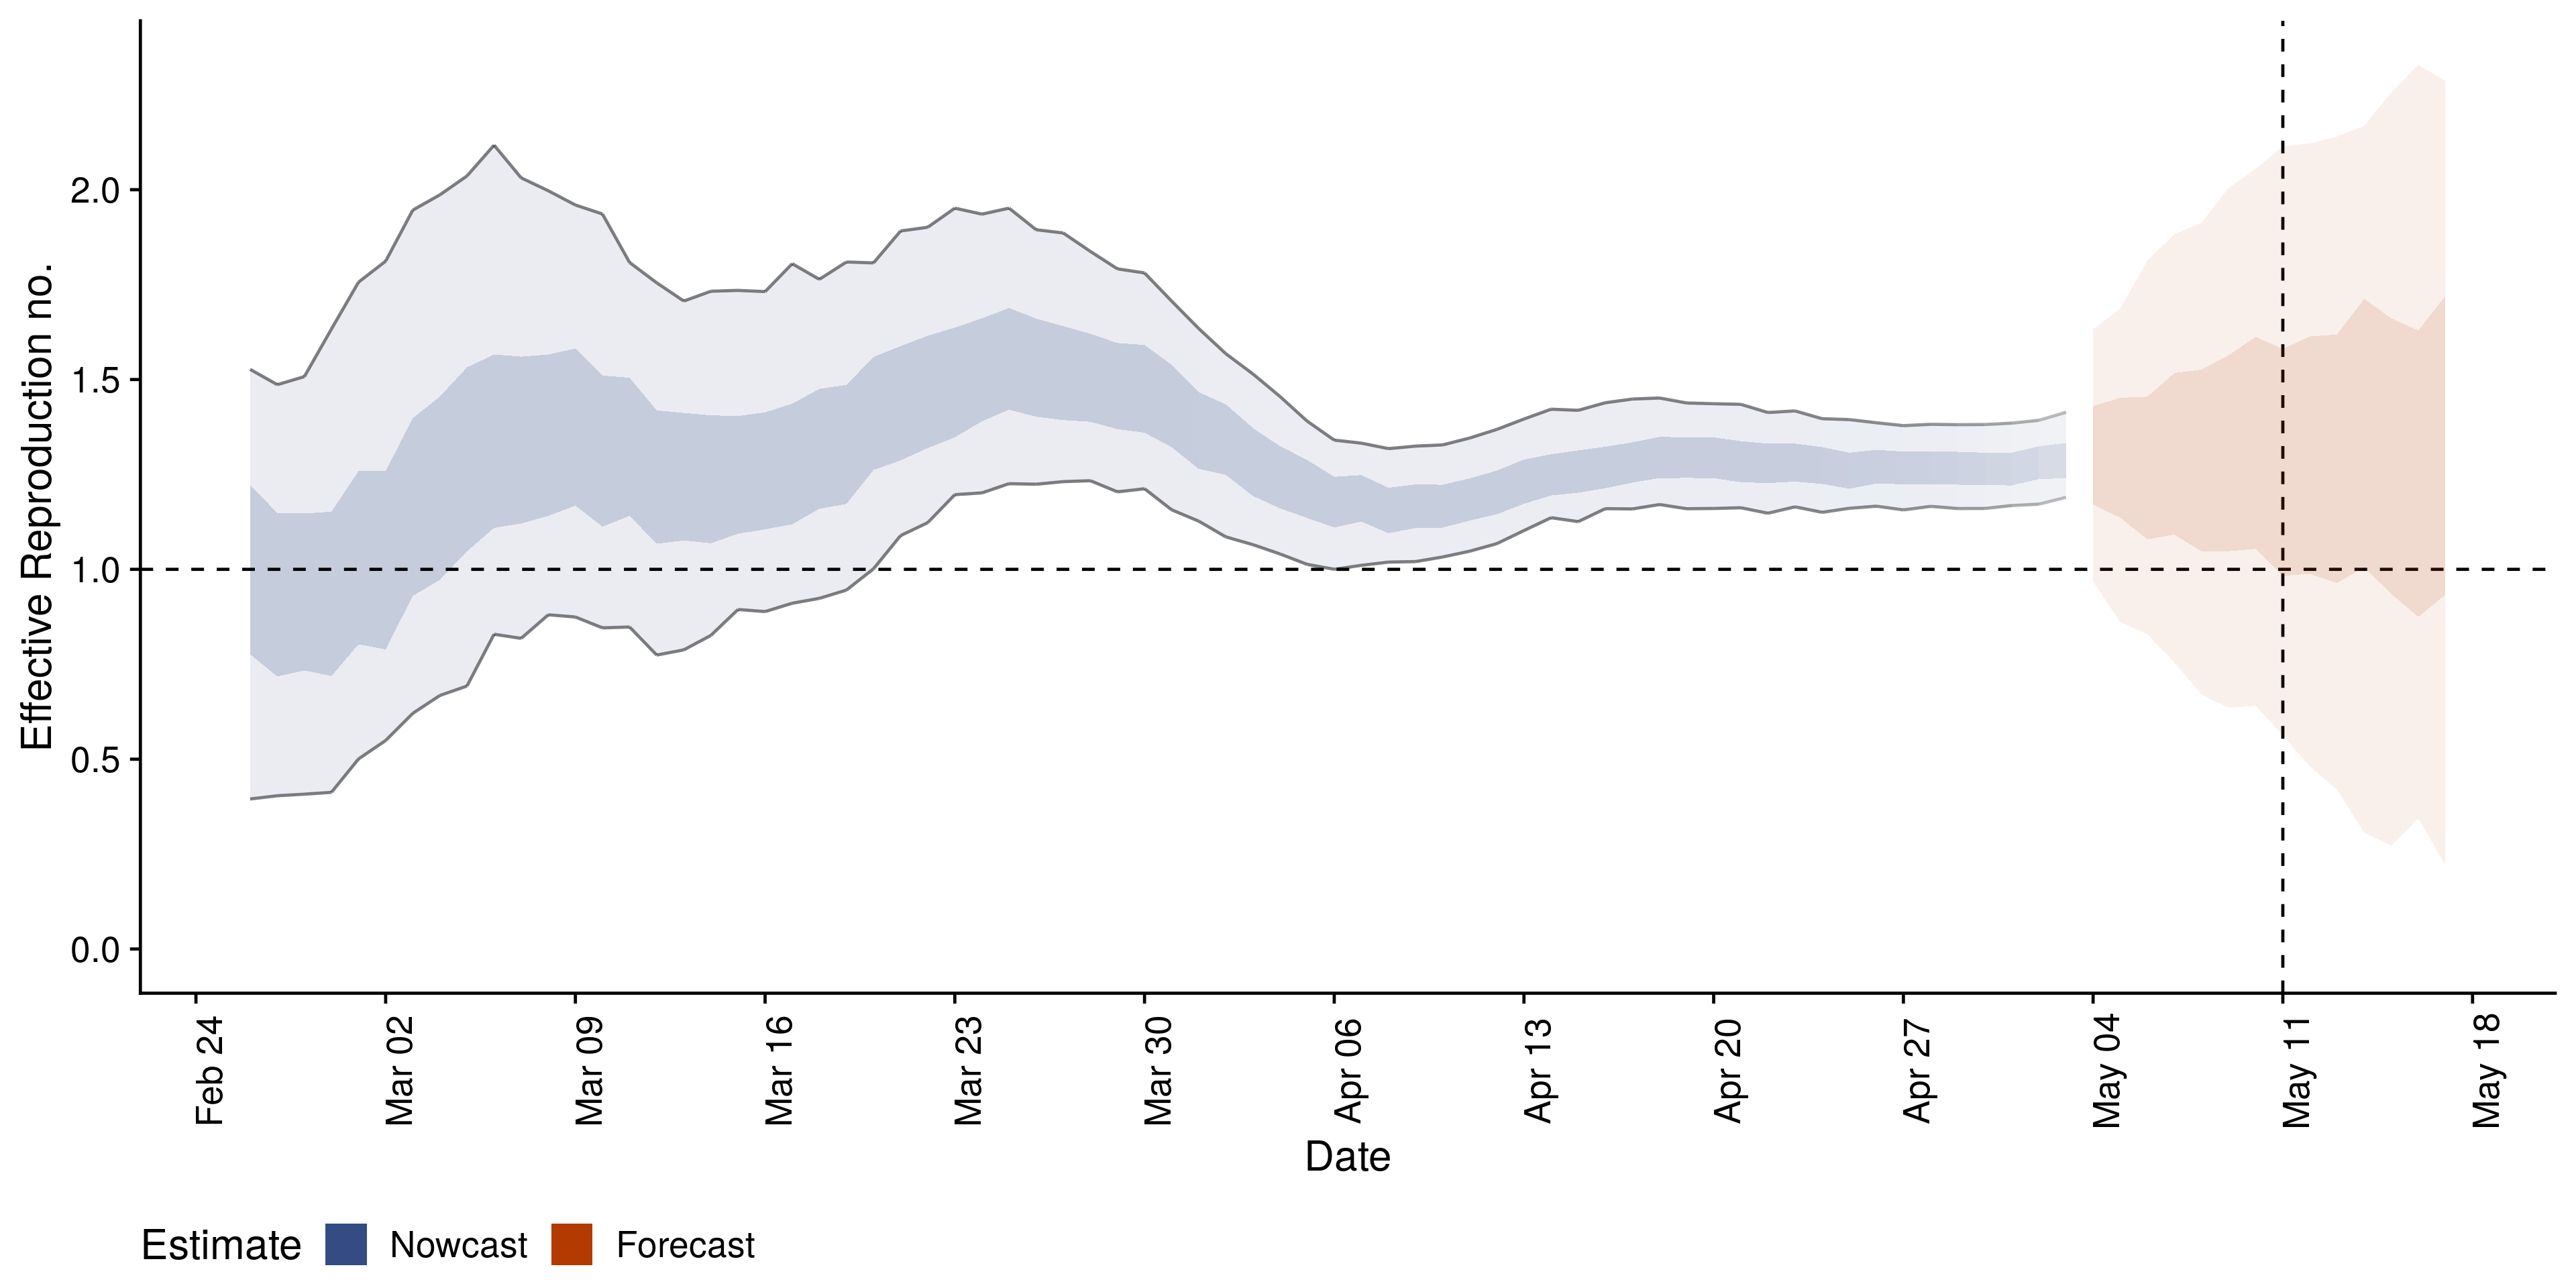 Effective Reproduction no.
2.0
1.5
1.0
0.5
0.0
Feb 24
Mar 02
Mar 09
Mar 16
Mar 23
Mar 30
Apr 06
Apr 13
Apr 20
Apr 27
May 04
May 11
May 18
Date
Estimate Nowcast Forecast